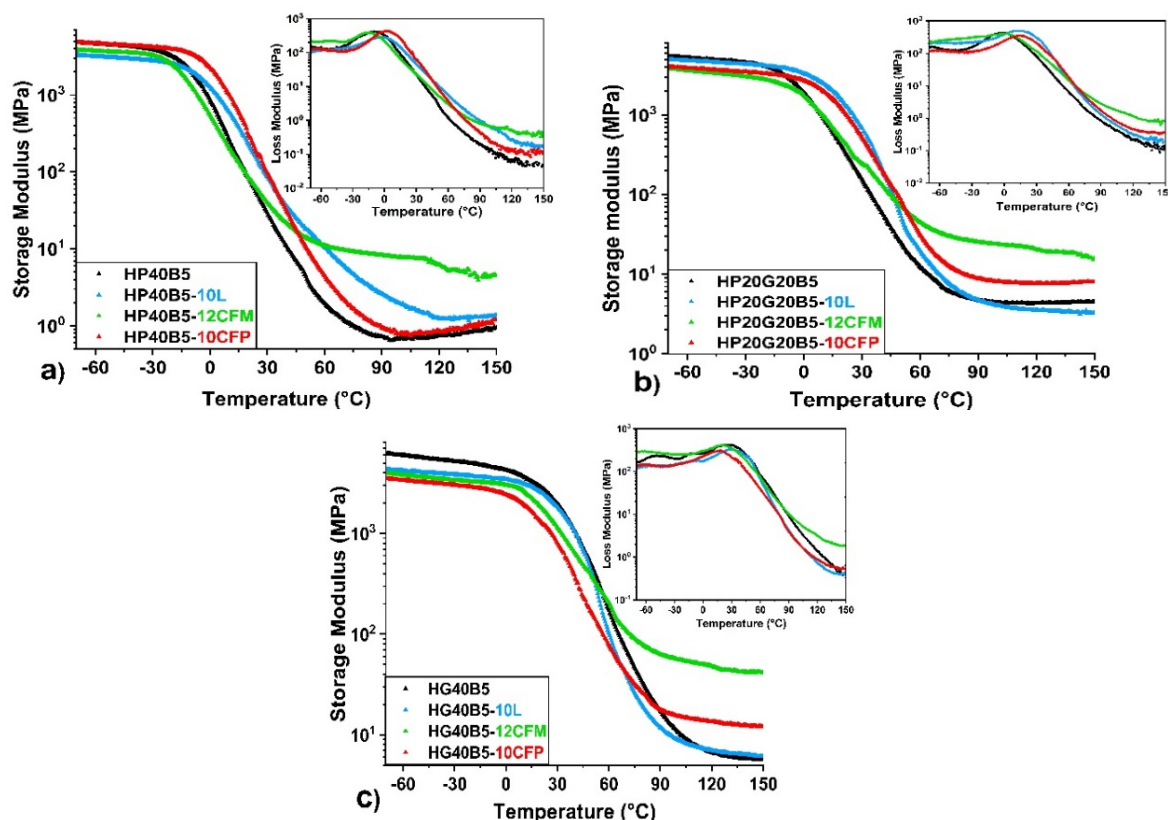 Storage Modulus (MPa)
10³
10²
10¹
10⁰
-60 -30 0 30 60 90 120 150
Temperature (°C)
HP40B5
HP40B5-10L
HP40B5-12CFM
HP40B5-10CFP
a)
Loss Modulus (MPa)
10³
10²
10¹
10⁰
10⁻¹
10⁻²
-60 -30 0 30 60 90 120 150
Temperature (°C)
Storage modulus (MPa)
10³
10²
10¹
10⁰
-60 -30 0 30 60 90 120 150
Temperature (°C)
HP20G20B5
HP20G20B5-10L
HP20G20B5-12CFM
HP20G20B5-10CFP
b)
Loss Modulus (MPa)
10³
10²
10¹
10⁰
10⁻¹
10⁻²
-60 -30 0 30 60 90 120 150
Temperature (°C)
Storage Modulus (MPa)
10³
10²
10¹
-60 -30 0 30 60 90 120 150
Temperature (°C)
HG40B5
HG40B5-10L
HG40B5-12CFM
HG40B5-10CFP
c)
Loss Modulus (MPa)
10³
10²
10¹
10⁰
10⁻¹
-60 -30 0 30 60 90 120 150
Temperature (°C)